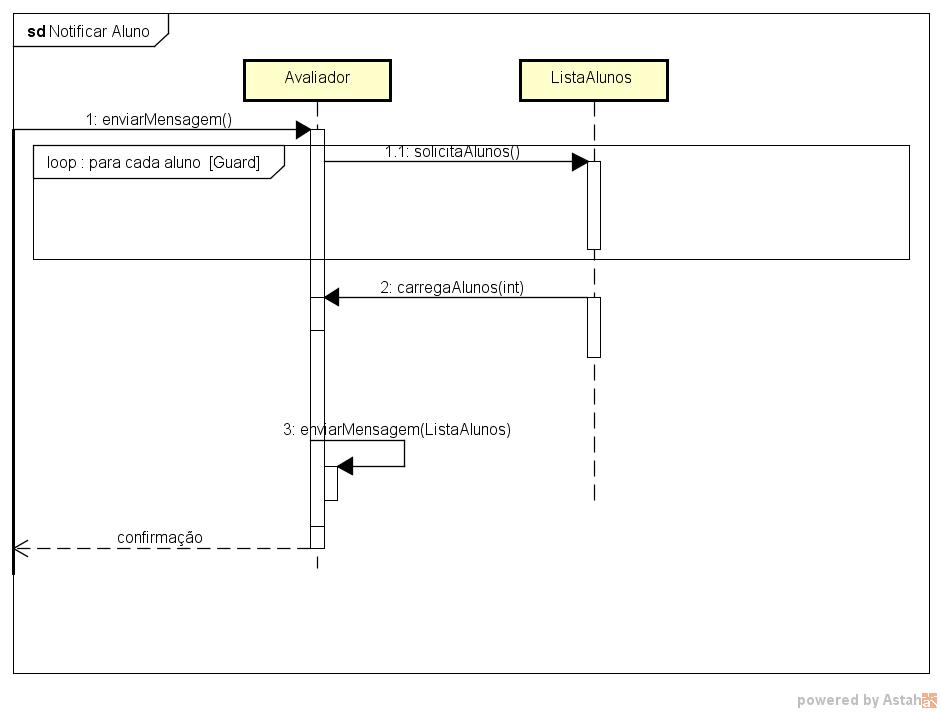 sd Notificar Aluno
Avaliador
ListaAlunos
1: enviarMensagem()
loop : para cada aluno [Guard]
1.1: solicitaAlunos()
2: carregaAlunos(int)
3: enviarMensagem(ListaAlunos)
confirmação
powered by Astah